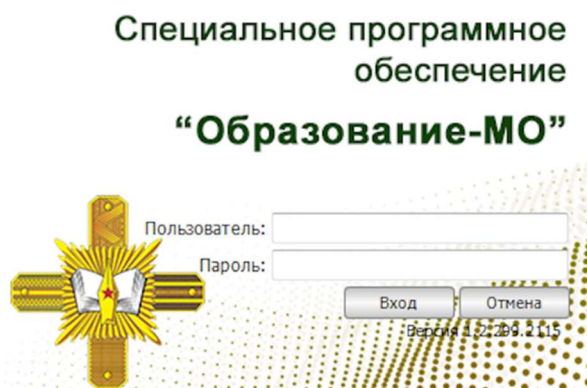 Специальное программное
обеспечение
“Образование-МО”
Пользователь:
Пароль:
Вход Отмена
Версия 1.2.299.2115